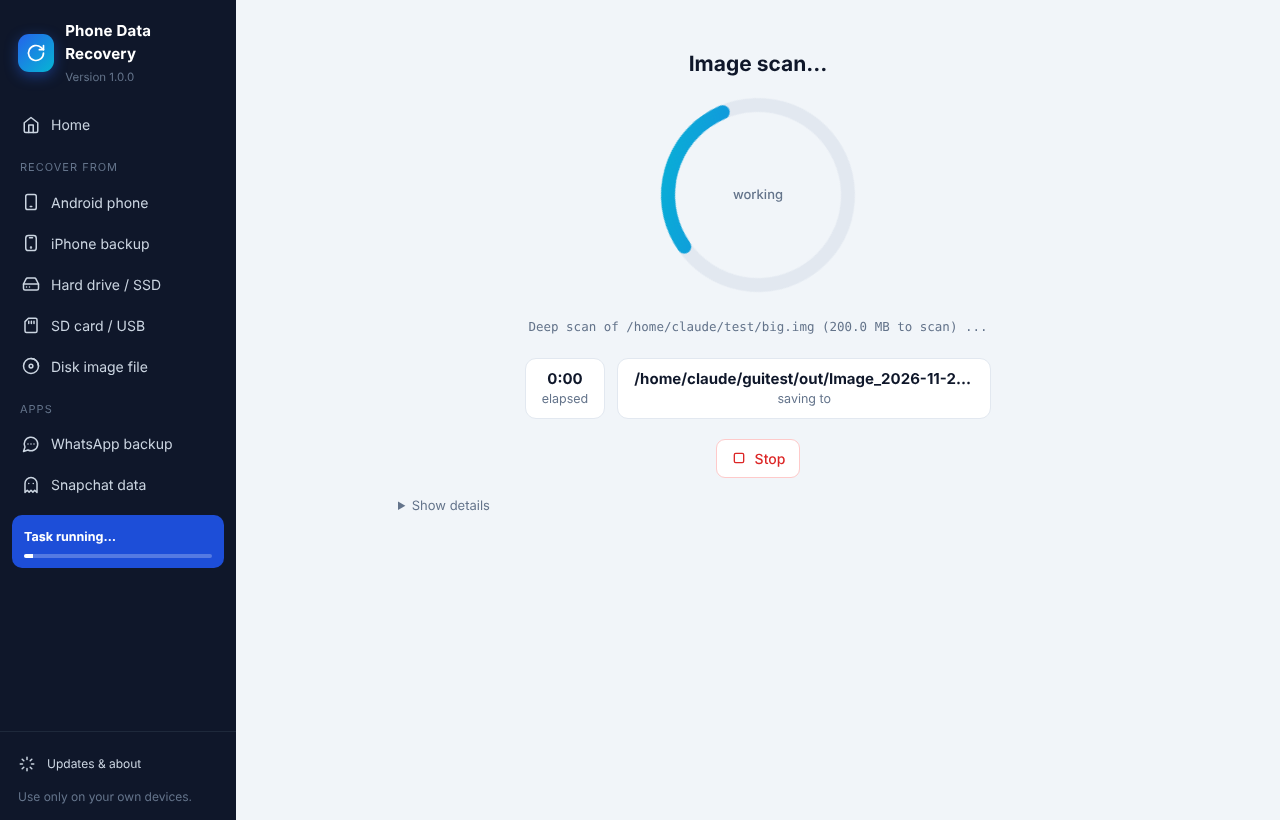 Phone Data
Recovery
Version 1.0.0
Home
RECOVER FROM
Android phone
iPhone backup
Hard drive / SSD
SD card / USB
Disk image file
APPS
WhatsApp backup
Snapchat data
Task running...
Updates & about
Use only on your own devices.
Image scan...
working
Deep scan of /home/claude/test/big.img (200.0 MB to scan) ...
0:00
elapsed
/home/claude/guitest/out/Image_2026-11-2...
saving to
Stop
Show details